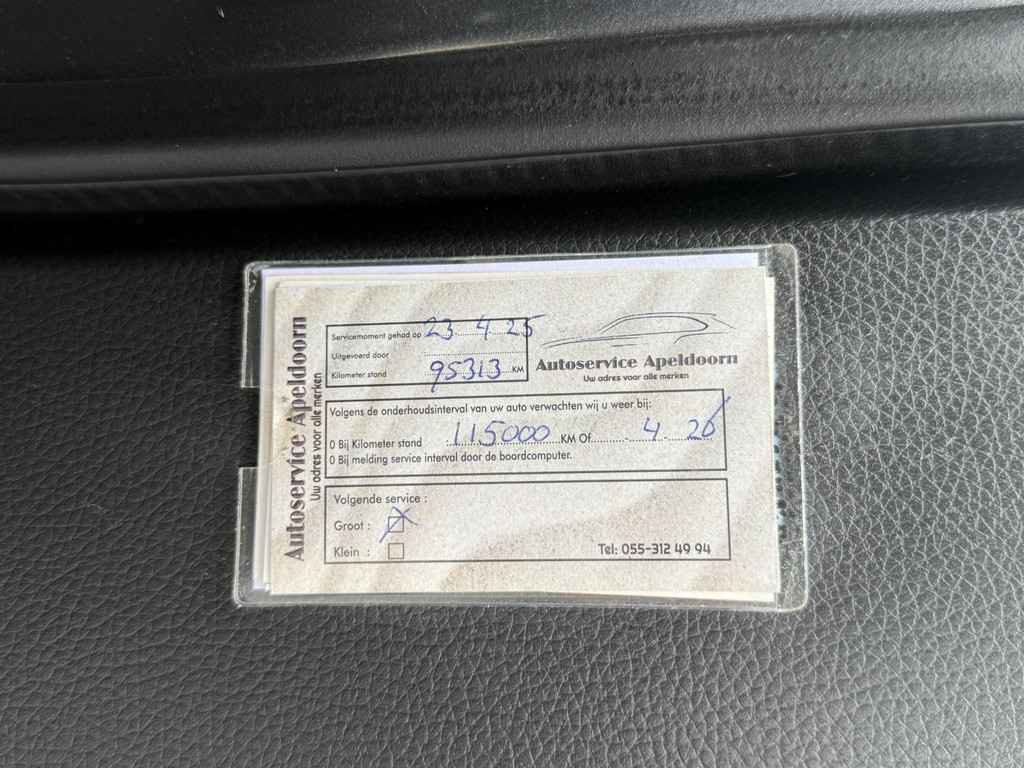 Autoservice Apeldoorn
Uw adres voor alle merken
Servicemoment gehad op 23 4 25
Uitgevoerd door
Kilometer stand 95313 KM
Autoservice Apeldoorn
Uw adres voor alle merken
Volgens de onderhoudsinterval van uw auto verwachten wij u weer bij:
0 Bij Kilometer stand : 115000 KM Of - 4 - 26
0 Bij melding service interval door de boardcomputer.
Volgende service :
Groot :
Klein :
Tel: 055-312 49 94